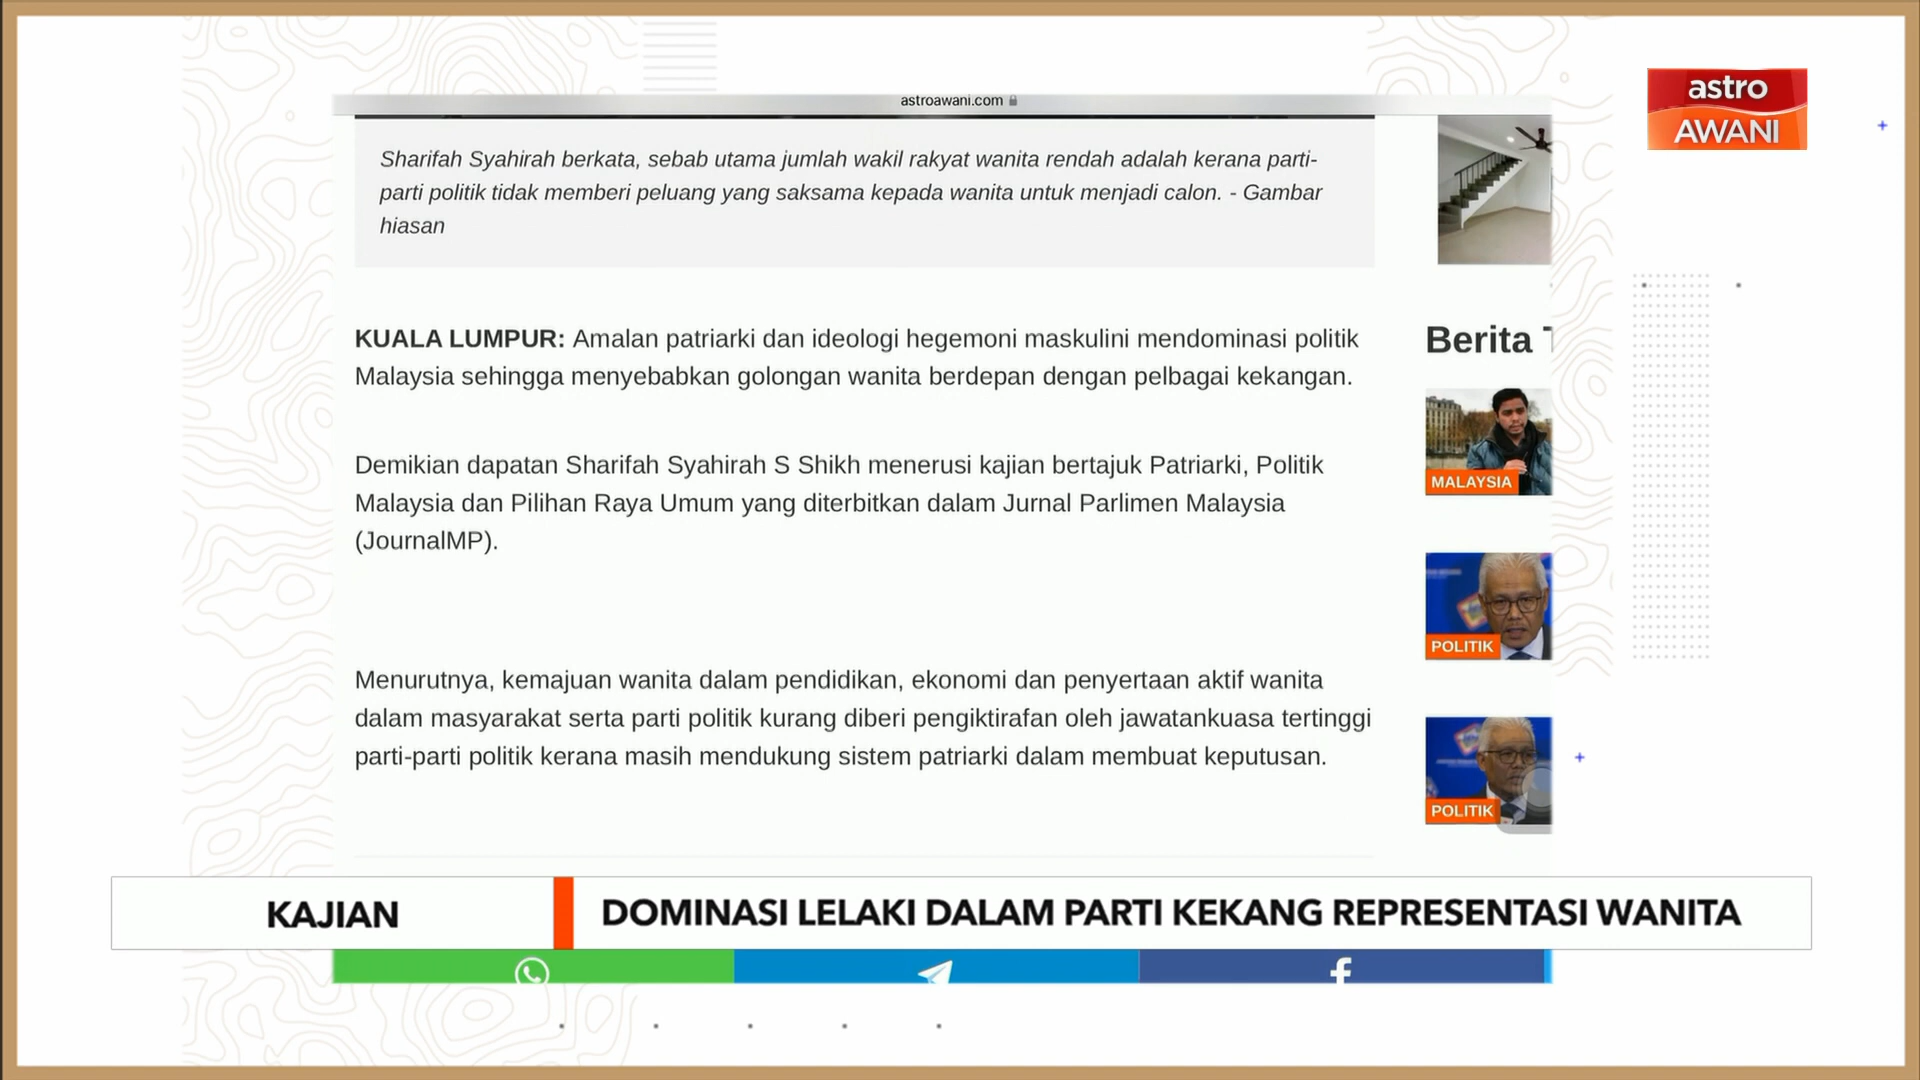 astroawani.com
astro
AWANI
Sharifah Syahirah berkata, sebab utama jumlah wakil rakyat wanita rendah adalah kerana parti-
parti politik tidak memberi peluang yang saksama kepada wanita untuk menjadi calon. - Gambar
hiasan
KUALA LUMPUR: Amalan patriarki dan ideologi hegemoni maskulini mendominasi politik
Malaysia sehingga menyebabkan golongan wanita berdepan dengan pelbagai kekangan.
Demikian dapatan Sharifah Syahirah S Shikh menerusi kajian bertajuk Patriarki, Politik
Malaysia dan Pilihan Raya Umum yang diterbitkan dalam Jurnal Parlimen Malaysia
(JournalMP).
Menurutnya, kemajuan wanita dalam pendidikan, ekonomi dan penyertaan aktif wanita
dalam masyarakat serta parti politik kurang diberi pengiktirafan oleh jawatankuasa tertinggi
parti-parti politik kerana masih mendukung sistem patriarki dalam membuat keputusan.
Berita
MALAYSIA
POLITIK
POLITIK
KAJIAN
DOMINASI LELAKI DALAM PARTI KEKANG REPRESENTASI WANITA